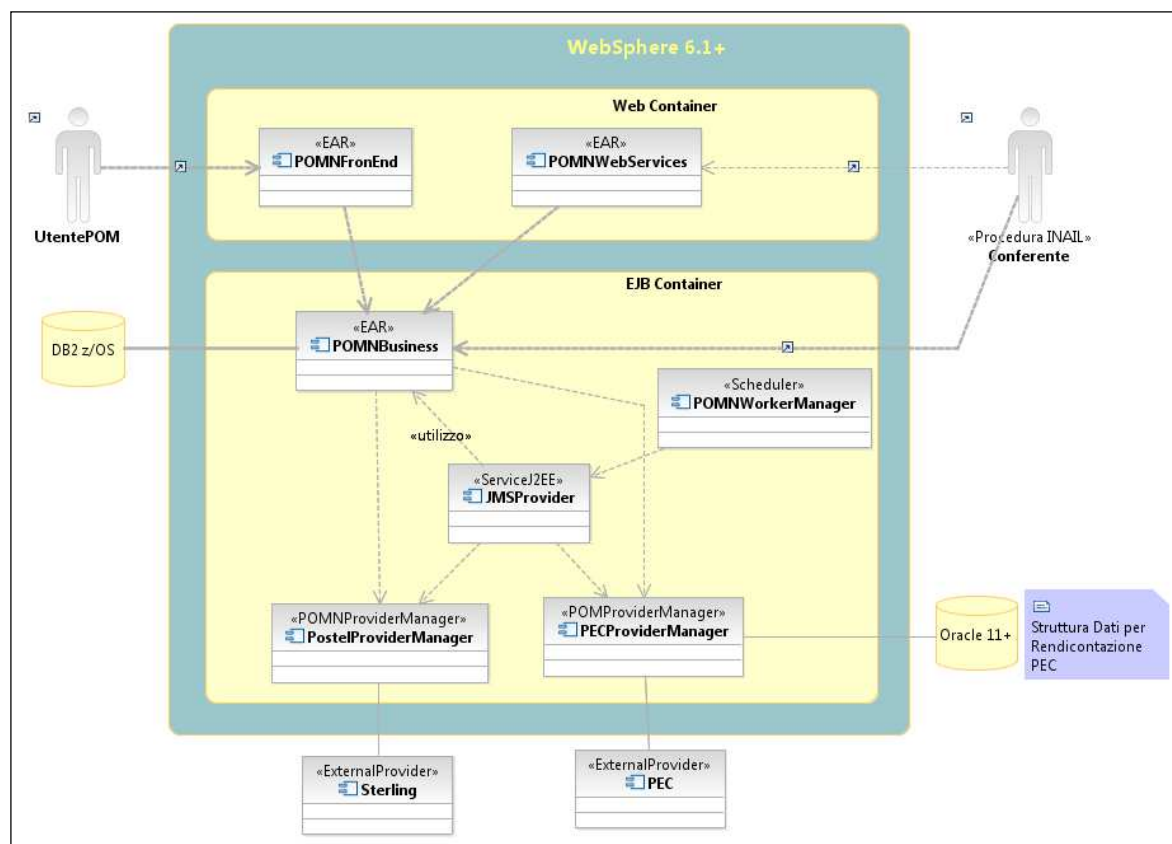 WebSphere 6.1+
Web Container
«EAR»
POMNFronEnd
«EAR»
POMNWebServices
UtentePOM
«Procedura INAIL»
Conferente
EJB Container
«EAR»
POMNBusiness
DB2 z/OS
«Scheduler»
POMNWorkerManager
«utilizzo»
«ServiceJ2EE»
JMSProvider
«POMNProviderManager»
PostelProviderManager
«POMProviderManager»
PECProviderManager
Oracle 11+
Struttura Dati per
Rendicontazione
PEC
«ExternalProvider»
Sterling
«ExternalProvider»
PEC